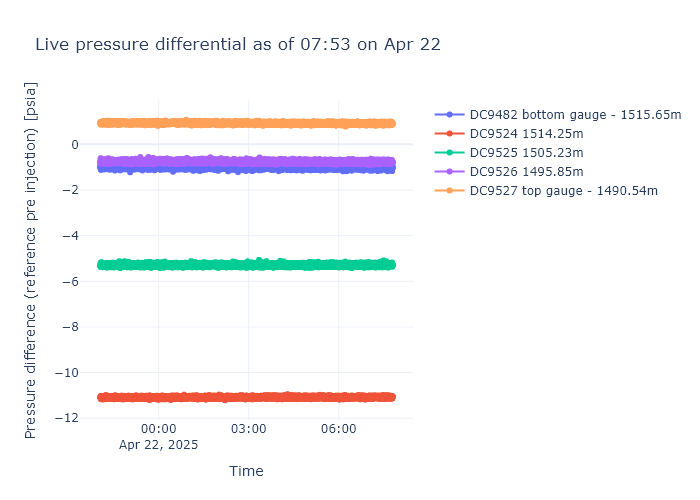 Live pressure differential as of 07:53 on Apr 22
Pressure difference (reference pre injection) [psia]
0
−2
−4
−6
−8
−10
−12
00:00
Apr 22, 2025
03:00
06:00
Time
DC9482 bottom gauge - 1515.65m
DC9524 1514.25m
DC9525 1505.23m
DC9526 1495.85m
DC9527 top gauge - 1490.54m